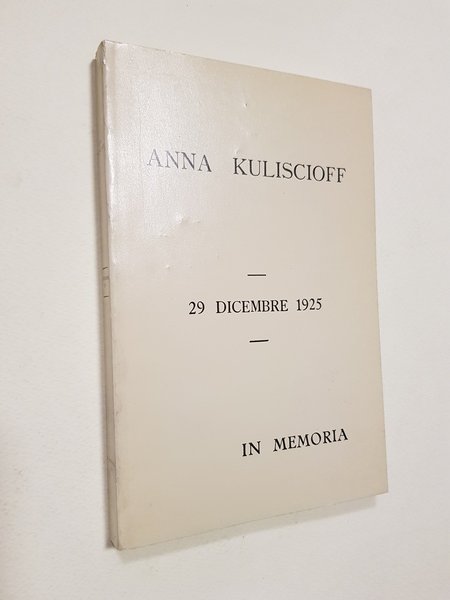 ANNA KULISCIOFF
29 DICEMBRE 1925
IN MEMORIA